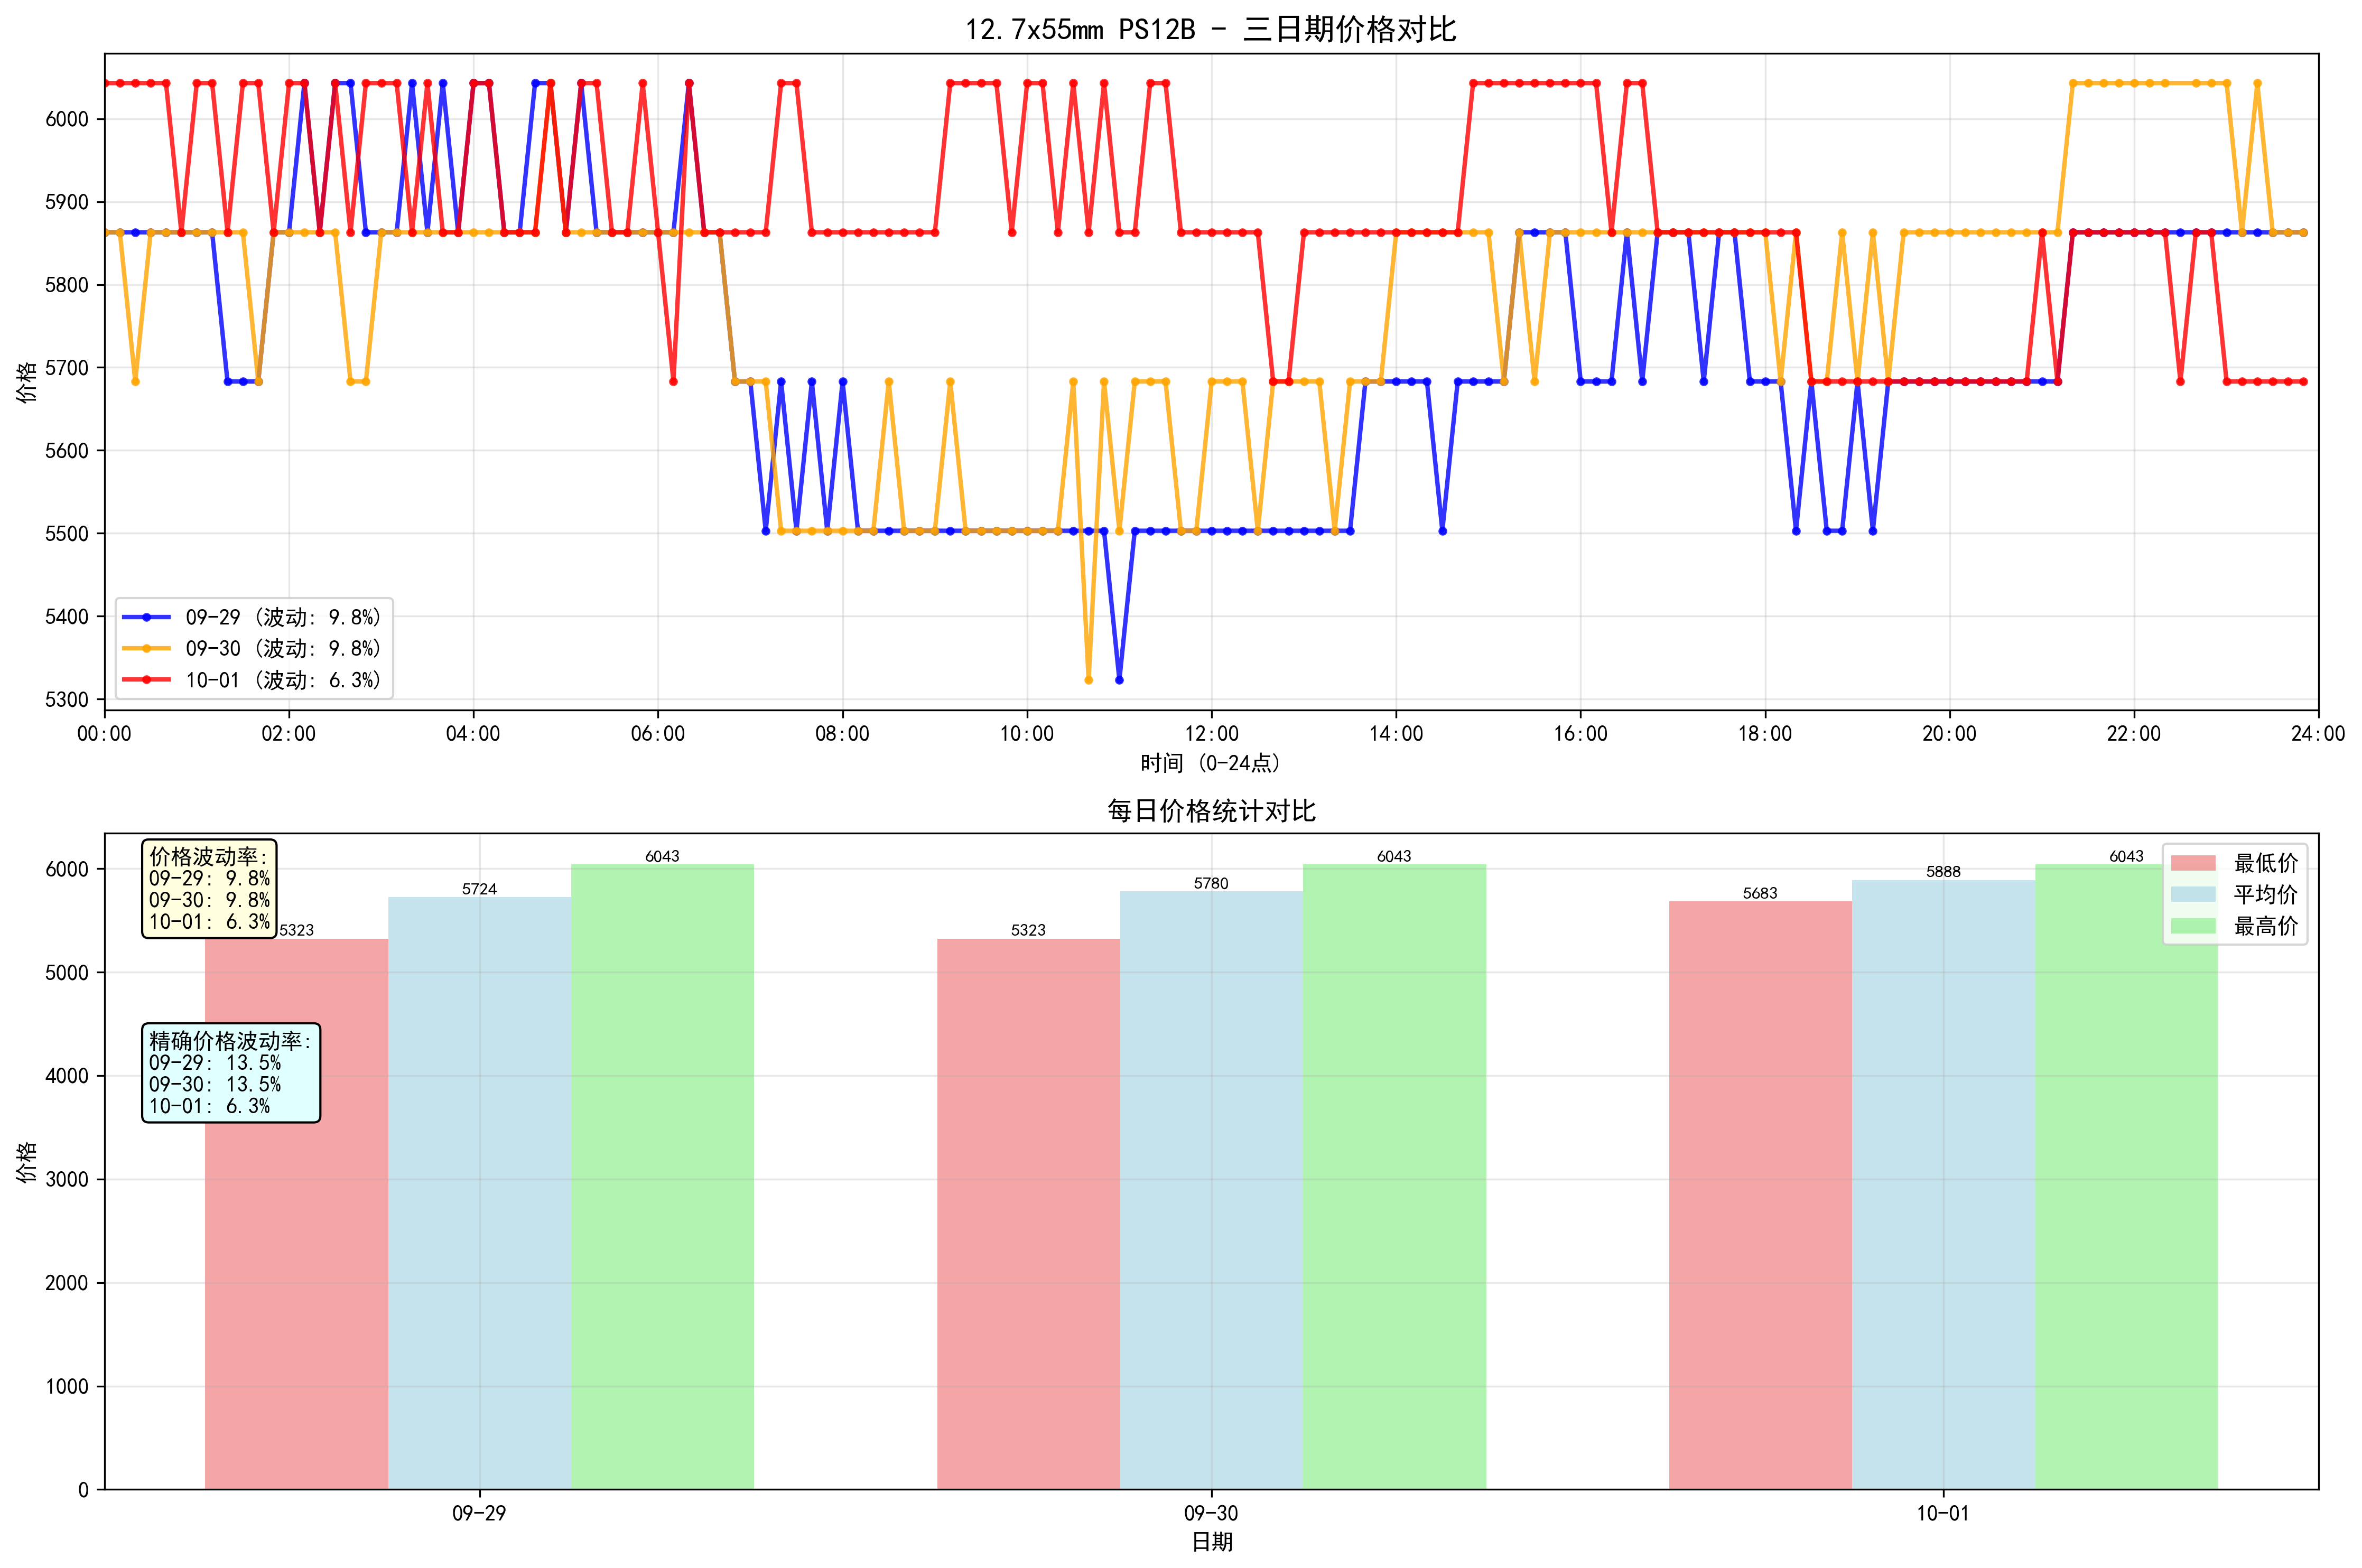 12.7x55mm PS12B - 三日期价格对比
价格
6000
5900
5800
5700
5600
5500
5400
5300
09-29 (波动: 9.8%)
09-30 (波动: 9.8%)
10-01 (波动: 6.3%)
00:00 02:00 04:00 06:00 08:00 10:00 12:00 14:00 16:00 18:00 20:00 22:00 24:00
时间 (0-24点)
每日价格统计对比
价格
6000
5000
4000
3000
2000
1000
0
价格波动率:
09-29: 9.8%
09-30: 9.8%
10-01: 6.3%
精确价格波动率:
09-29: 13.5%
09-30: 13.5%
10-01: 6.3%
5323 5724 6043 5323 5780 6043 5683 5888 6043
最低价
平均价
最高价
09-29 09-30 10-01
日期